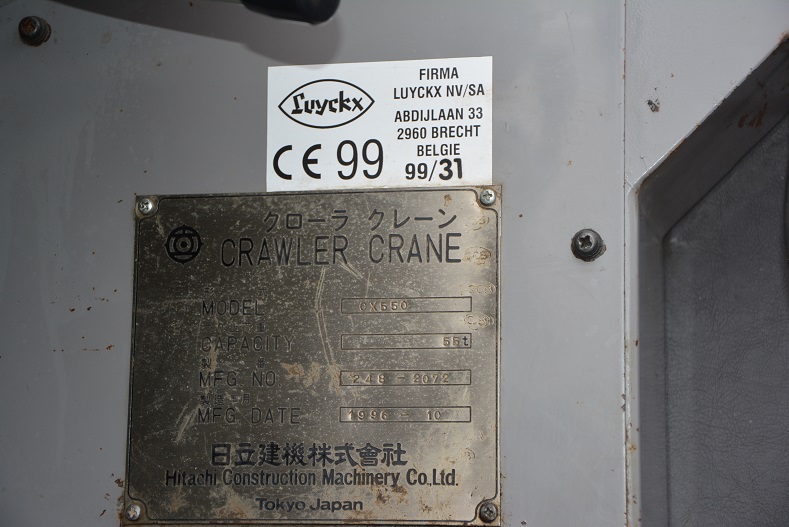 Luyckx
CE 99
FIRMA
LUYCKX NV/SA
ABDIJLAAN 33
2960 BRECHT
BELGIE
99/31
クローラ クレーン
CRAWLER CRANE
MODEL CX550
CAPACITY 55t
MFG NO 248-2072
MFG DATE 1996-10
日立建機株式會社
Hitachi Construction Machinery Co.,Ltd.
Tokyo Japan